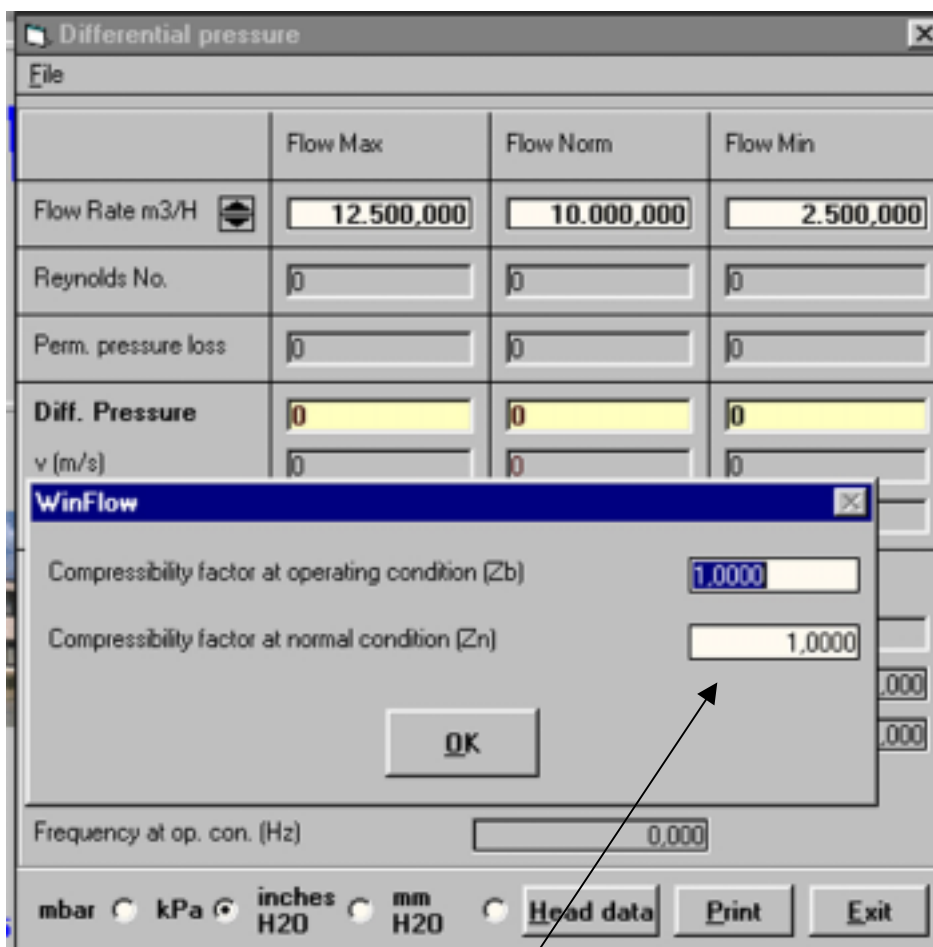 Differential pressure
File
Flow Max Flow Norm Flow Min
Flow Rate m3/H 12.500,000 10.000,000 2.500,000
Reynolds No. 0 0 0
Perm. pressure loss 0 0 0
Diff. Pressure 0 0 0
v (m/s) 0 0 0
WinFlow
Compressibility factor at operating condition (Zb) 1,0000
Compressibility factor at normal condition (Zn) 1,0000
,000
OK ,000
Frequency at op. con. (Hz) 0,000
mbar kPa inches H2O mm H2O Head data Print Exit